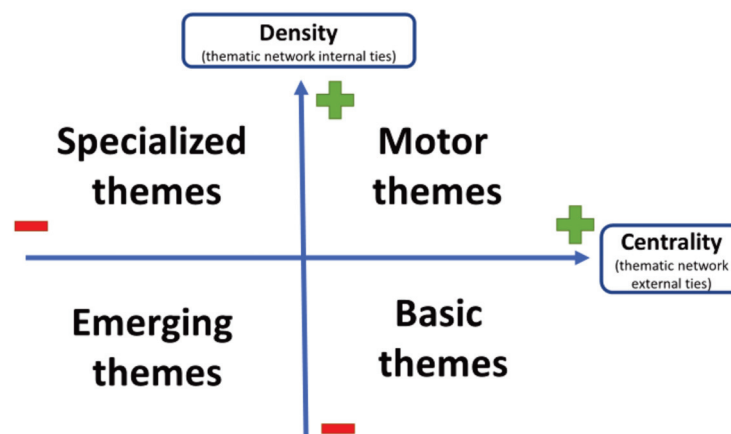 Density
(thematic network internal ties)
Specialized
themes
Motor
themes
Centrality
(thematic network
external ties)
Emerging
themes
Basic
themes